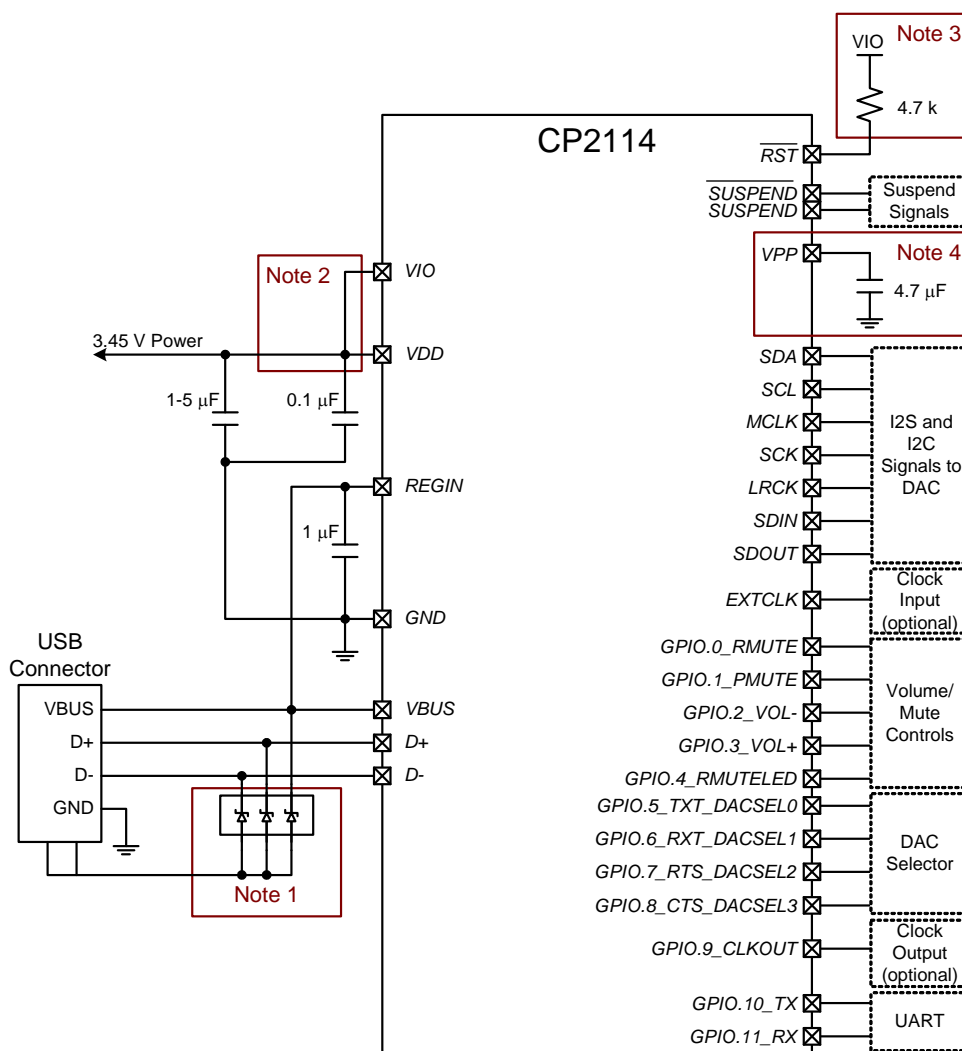 Note 3
VIO
4.7 k
CP2114
RST
SUSPEND
SUSPEND
Suspend
Signals
Note 4
VPP
4.7 μF
Note 2
VIO
3.45 V Power
VDD
1-5 μF
0.1 μF
REGIN
1 μF
GND
SDA
SCL
MCLK
SCK
LRCK
SDIN
SDOUT
I2S and
I2C
Signals to
DAC
EXTCLK
Clock
Input
(optional)
USB
Connector
VBUS
D+
D-
GND
VBUS
D+
D-
Note 1
GPIO.0_RMUTE
GPIO.1_PMUTE
GPIO.2_VOL-
GPIO.3_VOL+
GPIO.4_RMUTELED
Volume/
Mute
Controls
GPIO.5_TXT_DACSEL0
GPIO.6_RXT_DACSEL1
GPIO.7_RTS_DACSEL2
GPIO.8_CTS_DACSEL3
DAC
Selector
GPIO.9_CLKOUT
Clock
Output
(optional)
GPIO.10_TX
GPIO.11_RX
UART